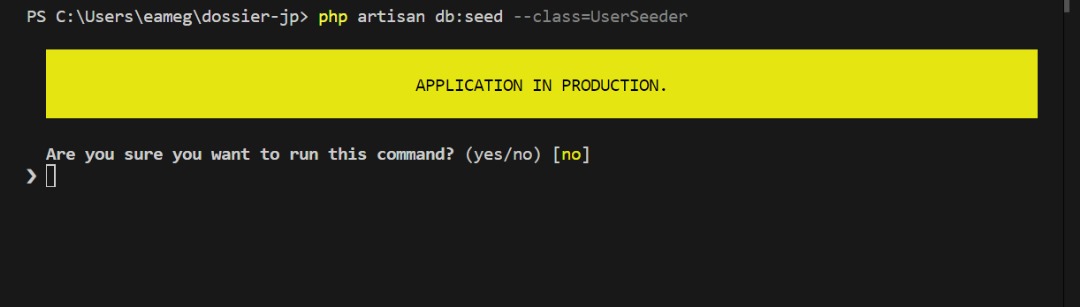 PS C:\Users\eameg\dossier-jp> php artisan db:seed --class=UserSeeder
APPLICATION IN PRODUCTION.
Are you sure you want to run this command? (yes/no) [no]
❯